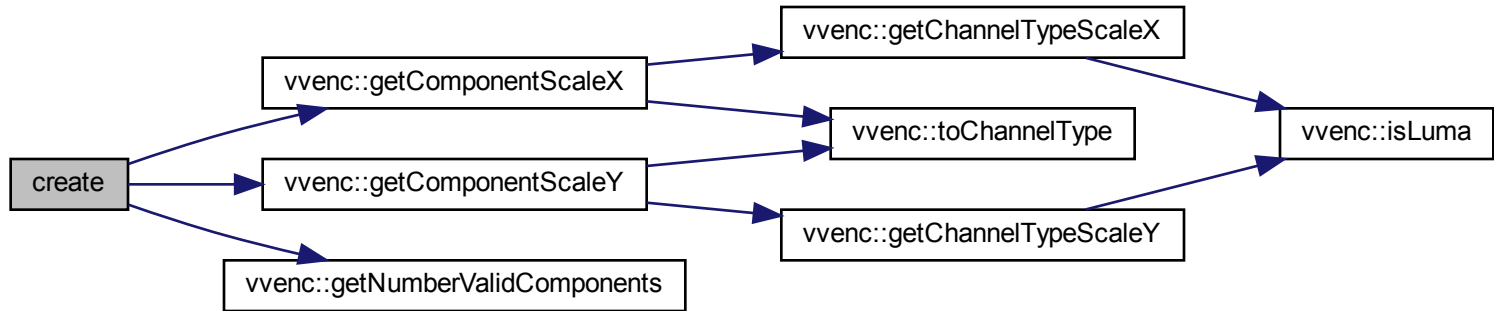 create
vvenc::getComponentScaleX
vvenc::getComponentScaleY
vvenc::getNumberValidComponents
vvenc::getChannelTypeScaleX
vvenc::toChannelType
vvenc::getChannelTypeScaleY
vvenc::isLuma